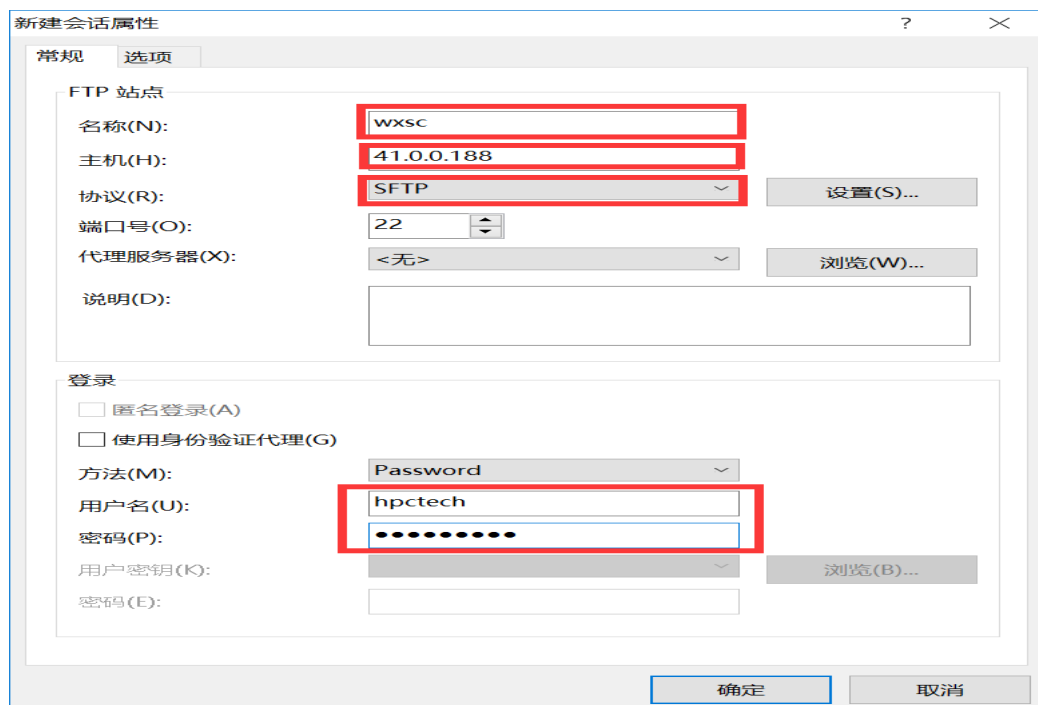 新建会话属性
?
常规 选项
FTP 站点
名称(N): wxsc
主机(H): 41.0.0.188
协议(R): SFTP 设置(S)...
端口号(O): 22
代理服务器(X): <无> 浏览(W)...
说明(D):
登录
匿名登录(A)
使用身份验证代理(G)
方法(M): Password
用户名(U): hpctech
密码(P): ●●●●●●●●●
用户密钥(K): 浏览(B)...
密码(E):
确定 取消